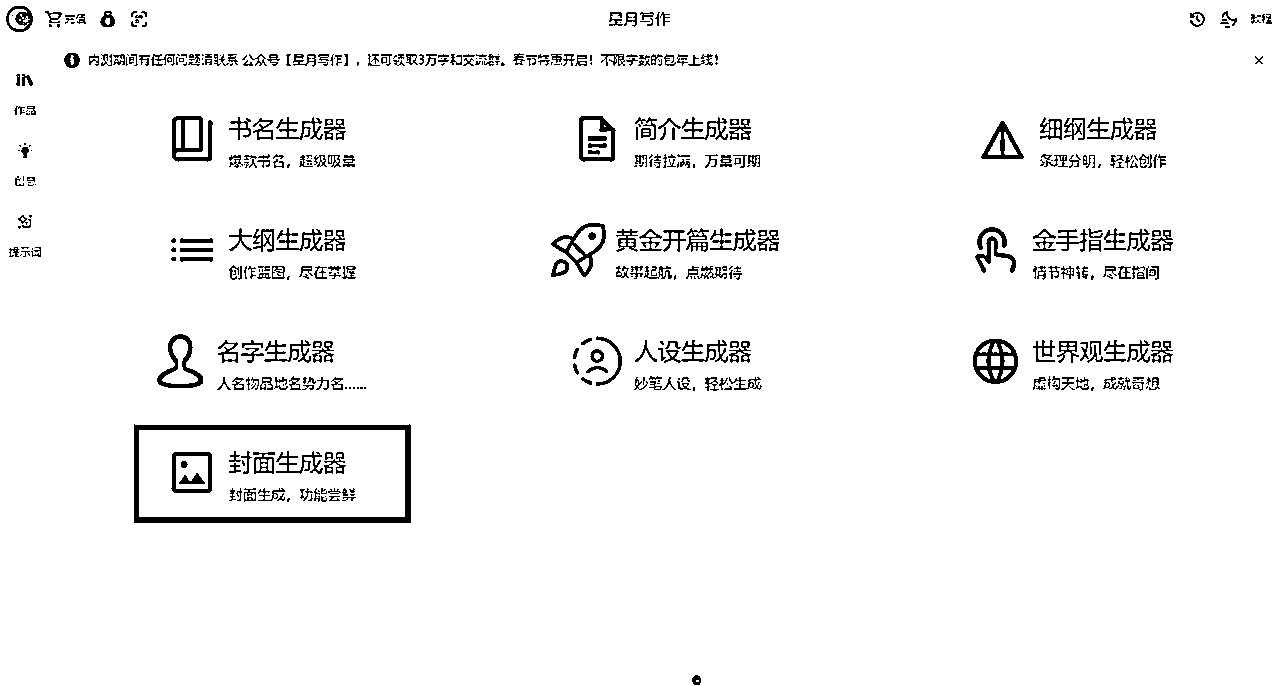 充值
星月写作
教程
内测期间有任何问题请联系 公众号【星月写作】，还可领取3万字和交流群。春节特惠开启！不限字数的包年上线！
作品
创意
提示词
书名生成器
爆款书名，超级吸量
简介生成器
期待拉满，万量可期
细纲生成器
条理分明，轻松创作
大纲生成器
创作蓝图，尽在掌握
黄金开篇生成器
故事起航，点燃期待
金手指生成器
情节神转，尽在指间
名字生成器
人名物品地名势力名......
人设生成器
妙笔人设，轻松生成
世界观生成器
虚构天地，成就奇想
封面生成器
封面生成，功能尝鲜